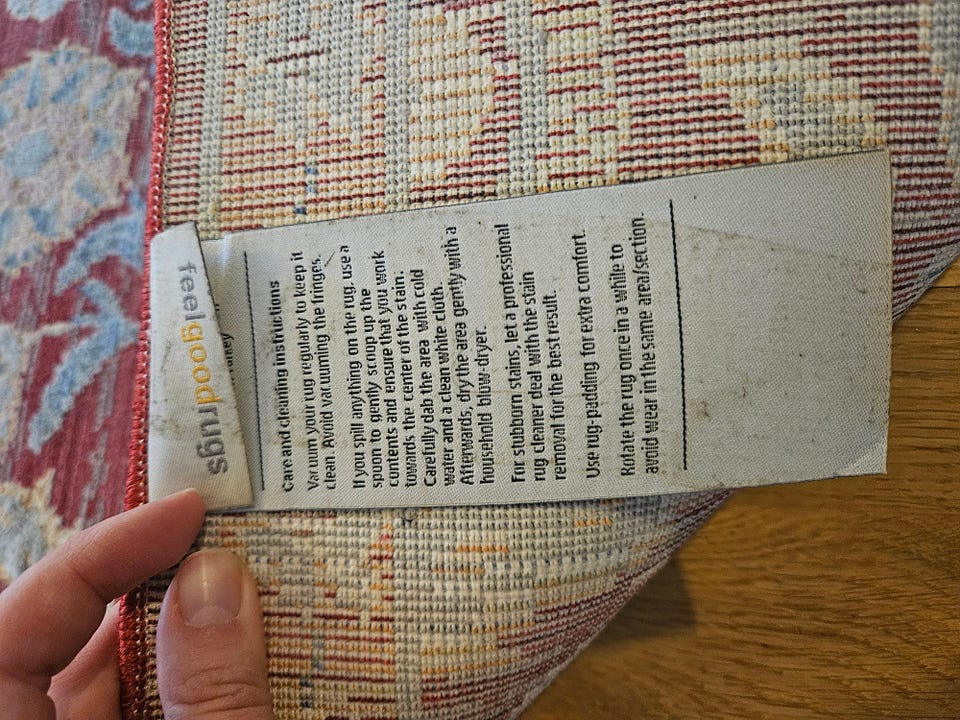 feelgoodrugs
Turkey
Care and cleaning instructions
Vacuum your rug regularly to keep it
clean. Avoid vacuuming the fringes.
If you spill anything on the rug, use a
spoon to gently scoop up the
contents and ensure that you work
towards the center of the stain.
Carefully dab the area with cold
water and a clean white cloth.
Afterwards, dry the area gently with a
household blow-dryer.
For stubborn stains, let a professional
rug cleaner deal with the stain
removal for the best result.
Use rug-padding for extra comfort.
Rotate the rug once in a while to
avoid wear in the same area/section.